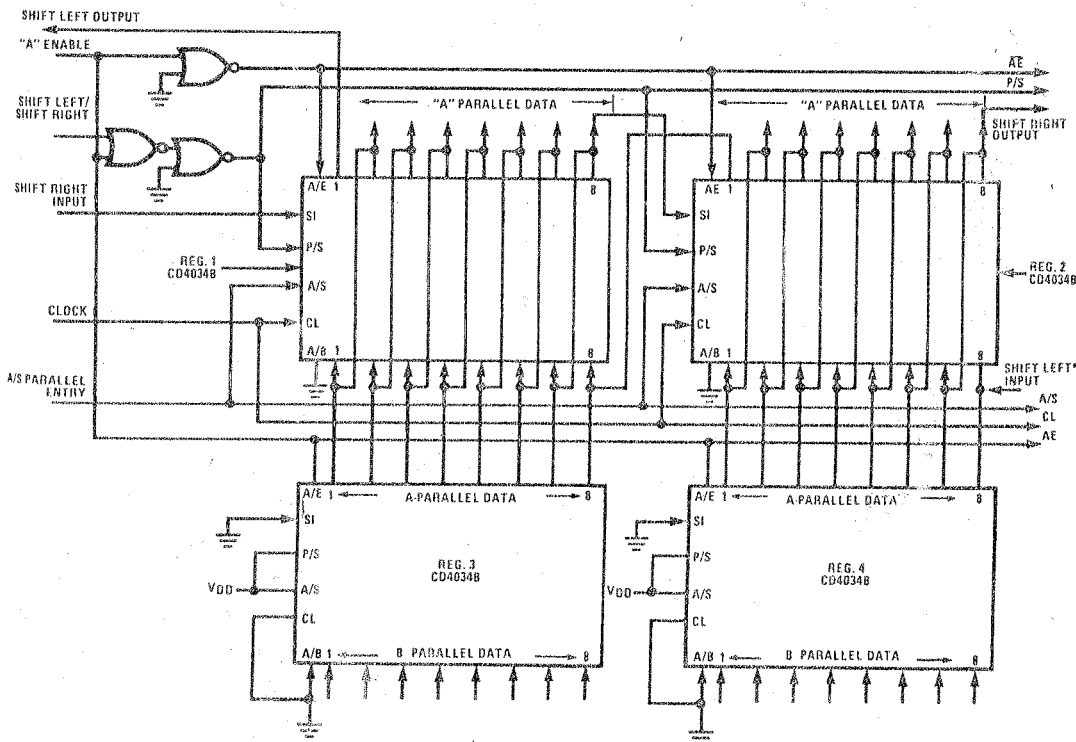 SHIFT LEFT OUTPUT
"A" ENABLE
SHIFT LEFT/
SHIFT RIGHT
SHIFT RIGHT
INPUT
REG. 1
CD4034B
CLOCK
A/S PARALLEL
ENTRY
"A" PARALLEL DATA
"A" PARALLEL DATA
AE
P/S
SHIFT RIGHT
OUTPUT
A/E 1 8
SI
P/S
A/S
CL
A/B 1 8
AE 1 8
SI
P/S
A/S
CL
A/B 1 8
REG. 2
CD4034B
SHIFT LEFT*
INPUT
A/S
CL
AE
A/E 1 A-PARALLEL DATA 8
SI
P/S
VDD
A/S
CL
REG. 3
CD4034B
A/B 1 B PARALLEL DATA 8
A/E 1 A-PARALLEL DATA 8
SI
P/S
VDD
A/S
CL
REG. 4
CD4034B
A/B 1 B PARALLEL DATA 8